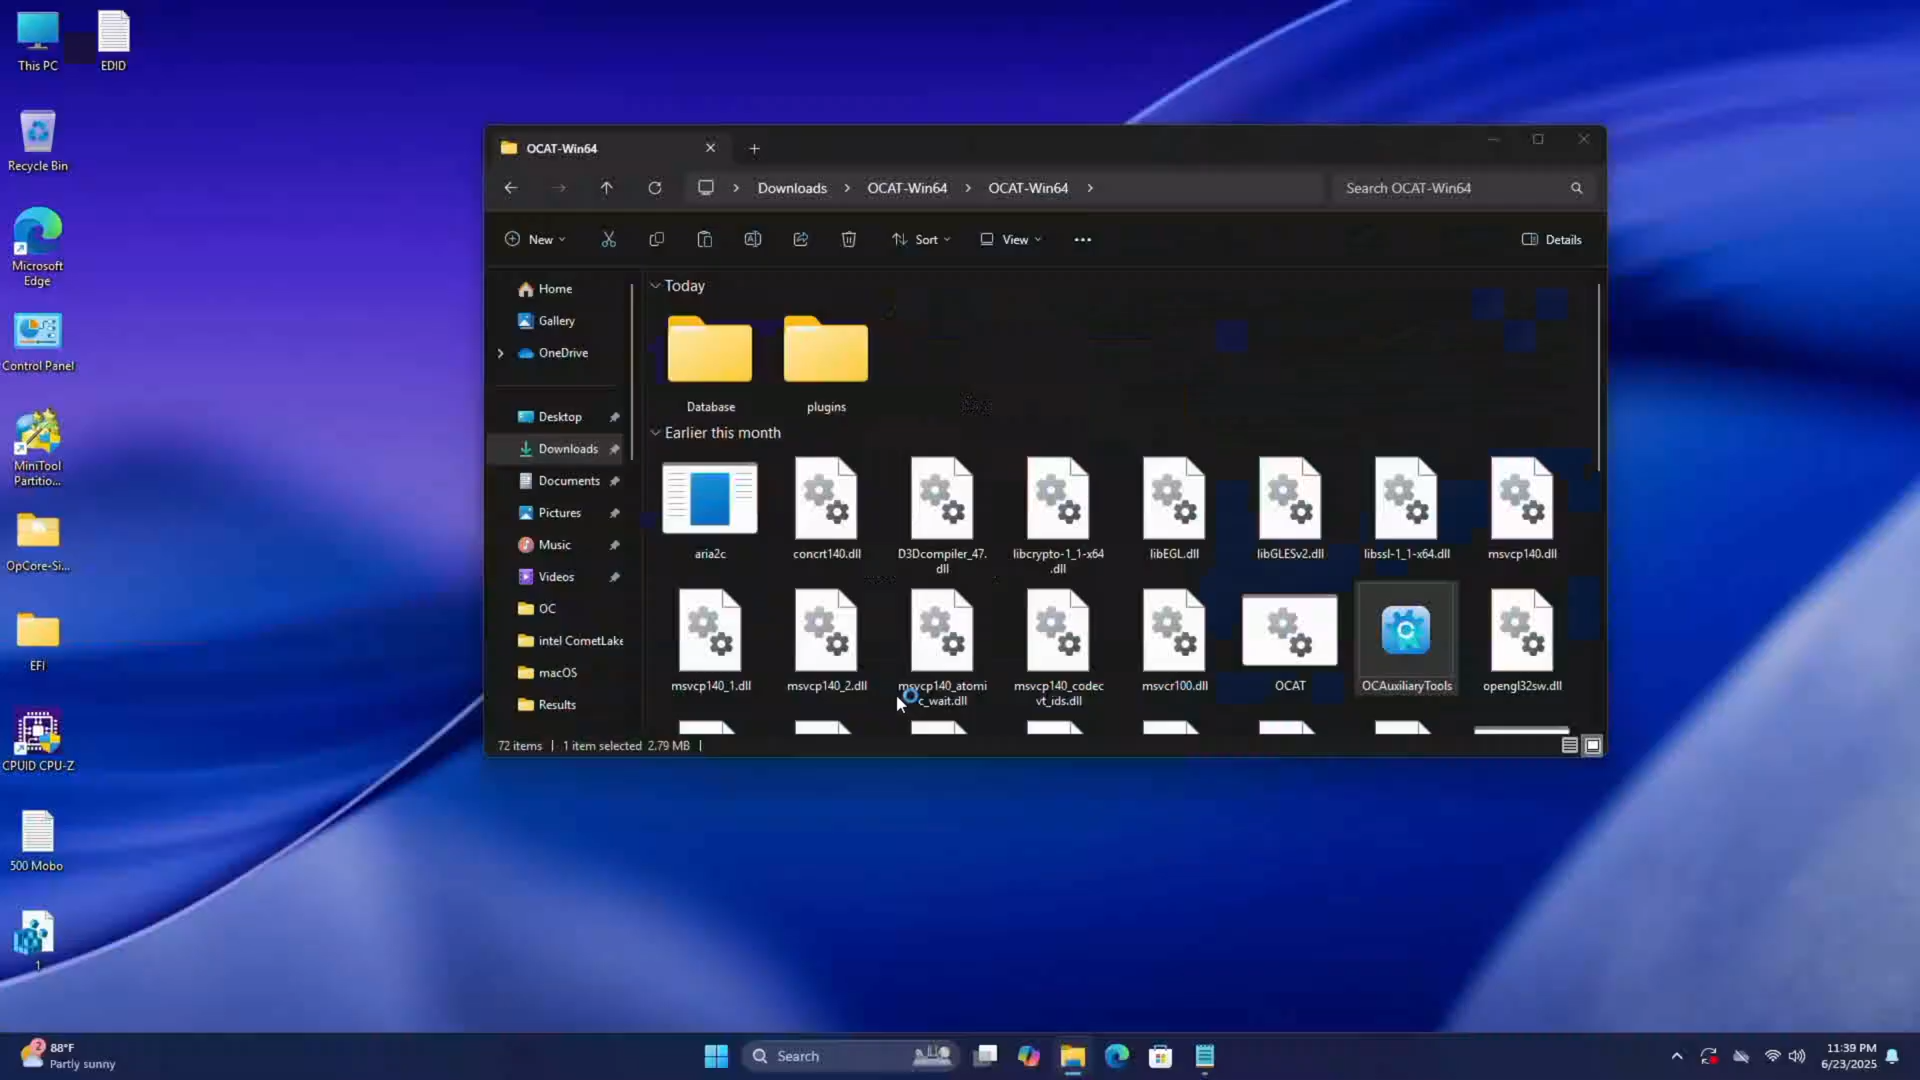 This PC
EDID
Recycle Bin
Microsoft
Edge
Control Panel
MiniTool
Partitio...
OpCore-Si...
EFI
CPUID CPU-Z
500 Mobo
1
OCAT-Win64
Downloads
OCAT-Win64
OCAT-Win64
Search OCAT-Win64
New
Sort
View
Details
Home
Gallery
OneDrive
Desktop
Downloads
Documents
Pictures
Music
Videos
OC
intel CometLake
macOS
Results
Today
Database
plugins
Earlier this month
aria2c
concrt140.dll
D3Dcompiler_47.
dll
libcrypto-1_1-x64
.dll
libEGL.dll
libGLESv2.dll
libssl-1_1-x64.dll
msvcp140.dll
msvcp140_1.dll
msvcp140_2.dll
msvcp140_atomi
c_wait.dll
msvcp140_codec
vt_ids.dll
msvcr100.dll
OCAT
OCAuxiliaryTools
opengl32sw.dll
72 items
1 item selected 2.79 MB
2
88°F
Partly sunny
Search
11:39 PM
6/23/2025